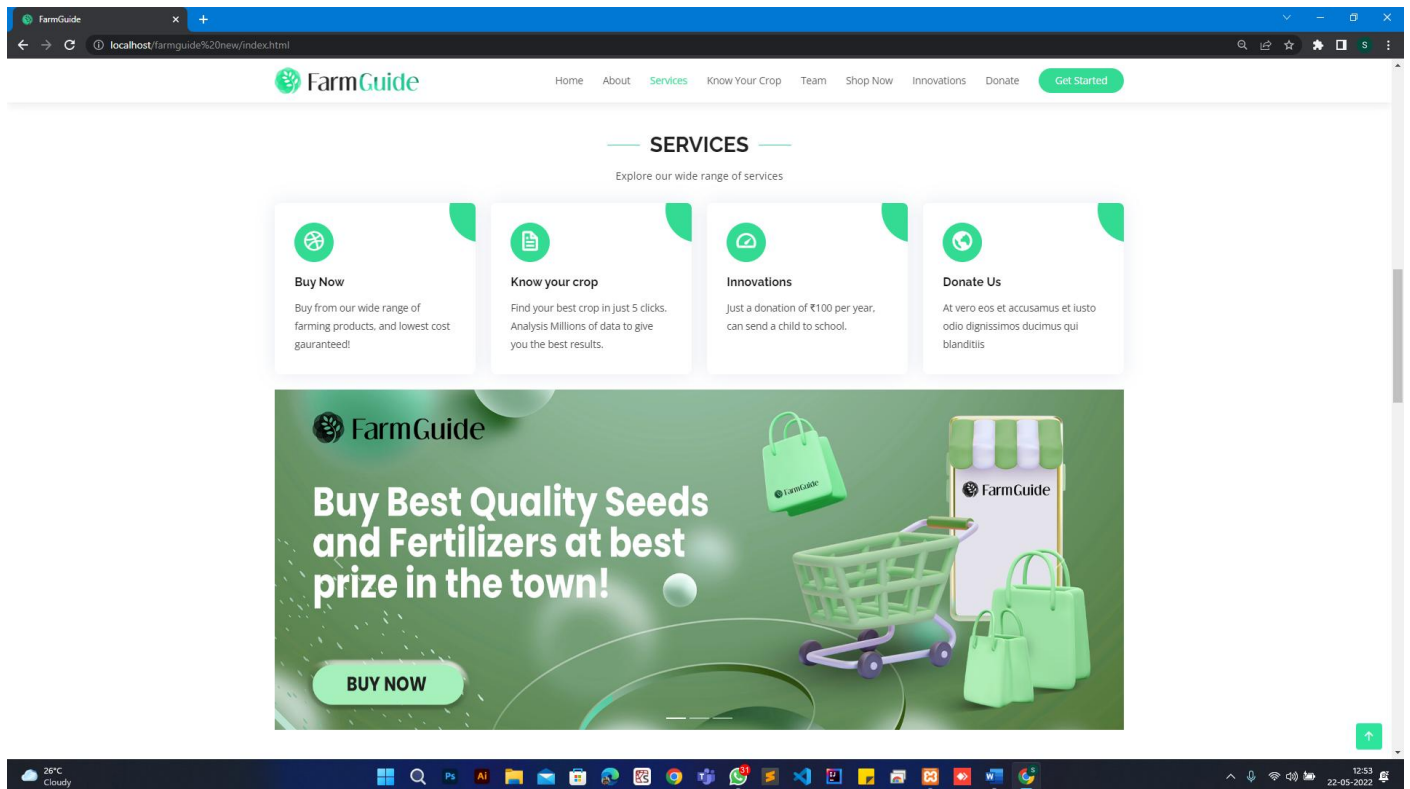 FarmGuide
localhost/farmguide%20new/index.html
S
FarmGuide
Home About Services Know Your Crop Team Shop Now Innovations Donate Get Started
SERVICES
Explore our wide range of services
Buy Now
Buy from our wide range of
farming products, and lowest cost
gauranteed!
Know your crop
Find your best crop in just 5 clicks.
Analysis Millions of data to give
you the best results.
Innovations
Just a donation of ₹100 per year,
can send a child to school.
Donate Us
At vero eos et accusamus et iusto
odio dignissimos ducimus qui
blanditiis
FarmGuide
Buy Best Quality Seeds
and Fertilizers at best
prize in the town!
BUY NOW
FarmGuide
FarmGuide
26°C
Cloudy
Ps
Ai
12:53
22-05-2022